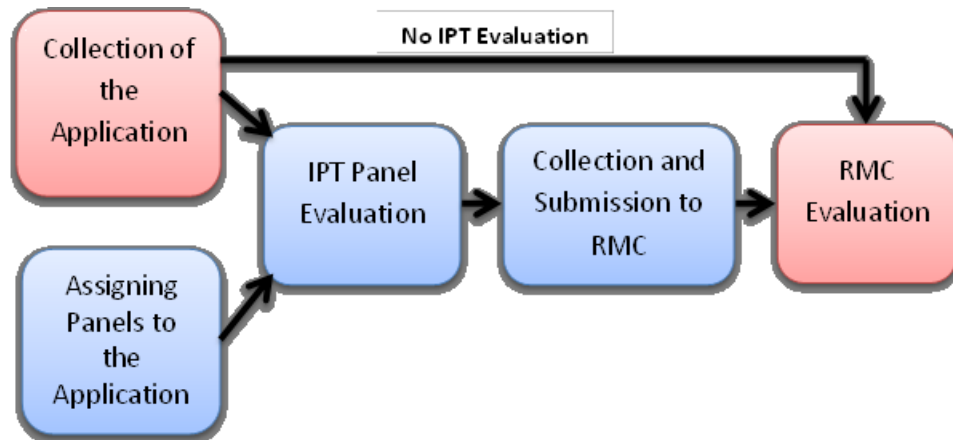 Collection of
the
Application
No IPT Evaluation
IPT Panel
Evaluation
Collection and
Submission to
RMC
RMC
Evaluation
Assigning
Panels to
the
Application